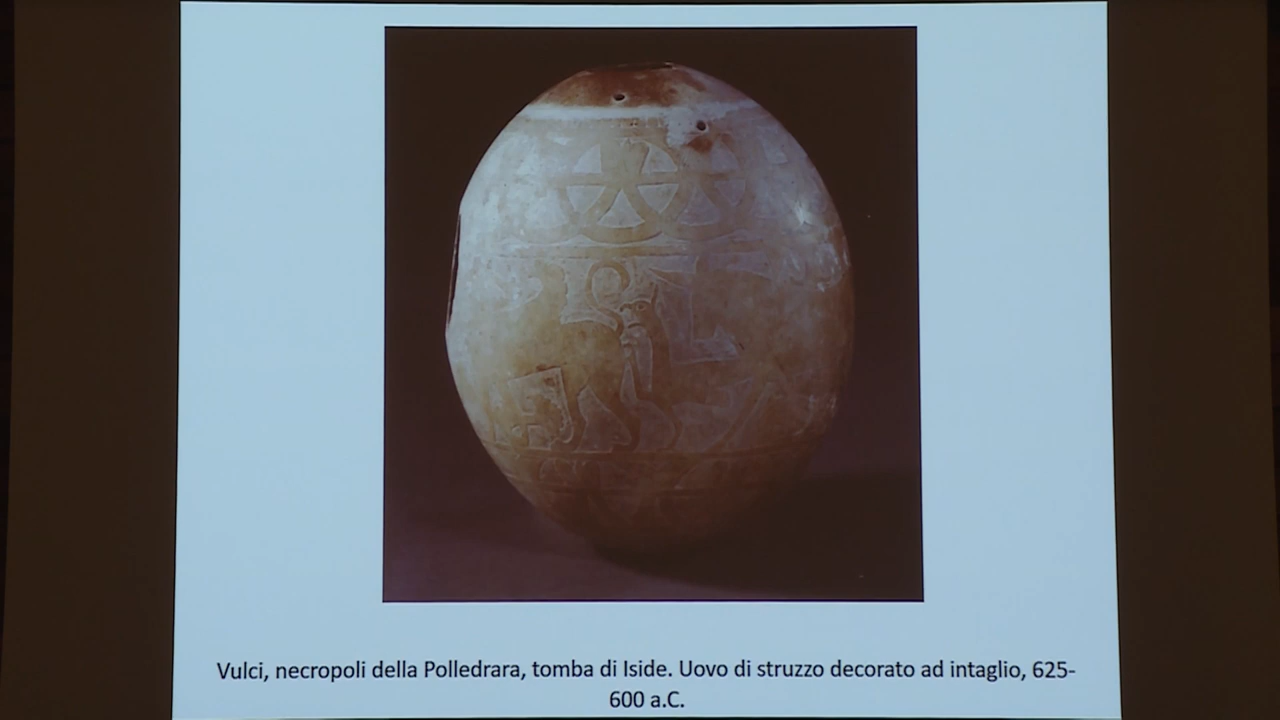 Vulci, necropoli della Polledrara, tomba di Iside. Uovo di struzzo decorato ad intaglio, 625-
600 a.C.